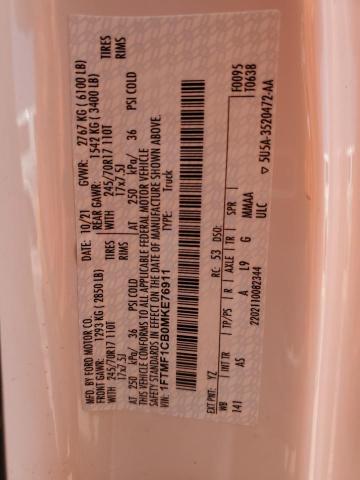 MFD. BY FORD MOTOR CO.
DATE: 10/21 GVWR: 2767 KG (6100 LB)
FRONT GAWR: 1293 KG (2850 LB) REAR GAWR: 1542 KG (3400 LB)
245/70R17 110T TIRES 245/70R17 110T TIRES
17x7.5J RIMS 17x7.5J RIMS
AT 250 kPa/ 36 PSI COLD AT 250 kPa/ 36 PSI COLD
THIS VEHICLE CONFORMS TO ALL APPLICABLE FEDERAL MOTOR VEHICLE
SAFETY STANDARDS IN EFFECT ON THE DATE OF MANUFACTURE SHOWN ABOVE.
VIN: 1FTMF1CB0MKE76911 TYPE: Truck
F0095
T0638
EXT PNT: YZ RC: 53 DSO:
WB INT TR TP/PS R AXLE TR SPR
141 AS A L9 G MMAA
2202110082344 ULC
5U5A-3520472-AA